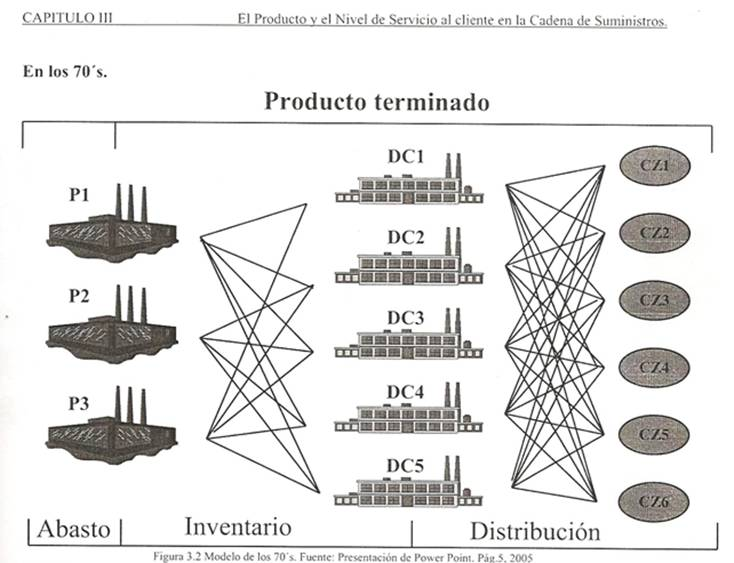 CAPITULO III El Producto y el Nivel de Servicio al cliente en la Cadena de Suministros.
En los 70´s.
Producto terminado
P1
P2
P3
DC1
DC2
DC3
DC4
DC5
CZ1
CZ2
CZ3
CZ4
CZ5
CZ6
Abasto
Inventario
Distribución
Figura 3.2 Modelo de los 70´s. Fuente: Presentación de Power Point. Pág.5, 2005